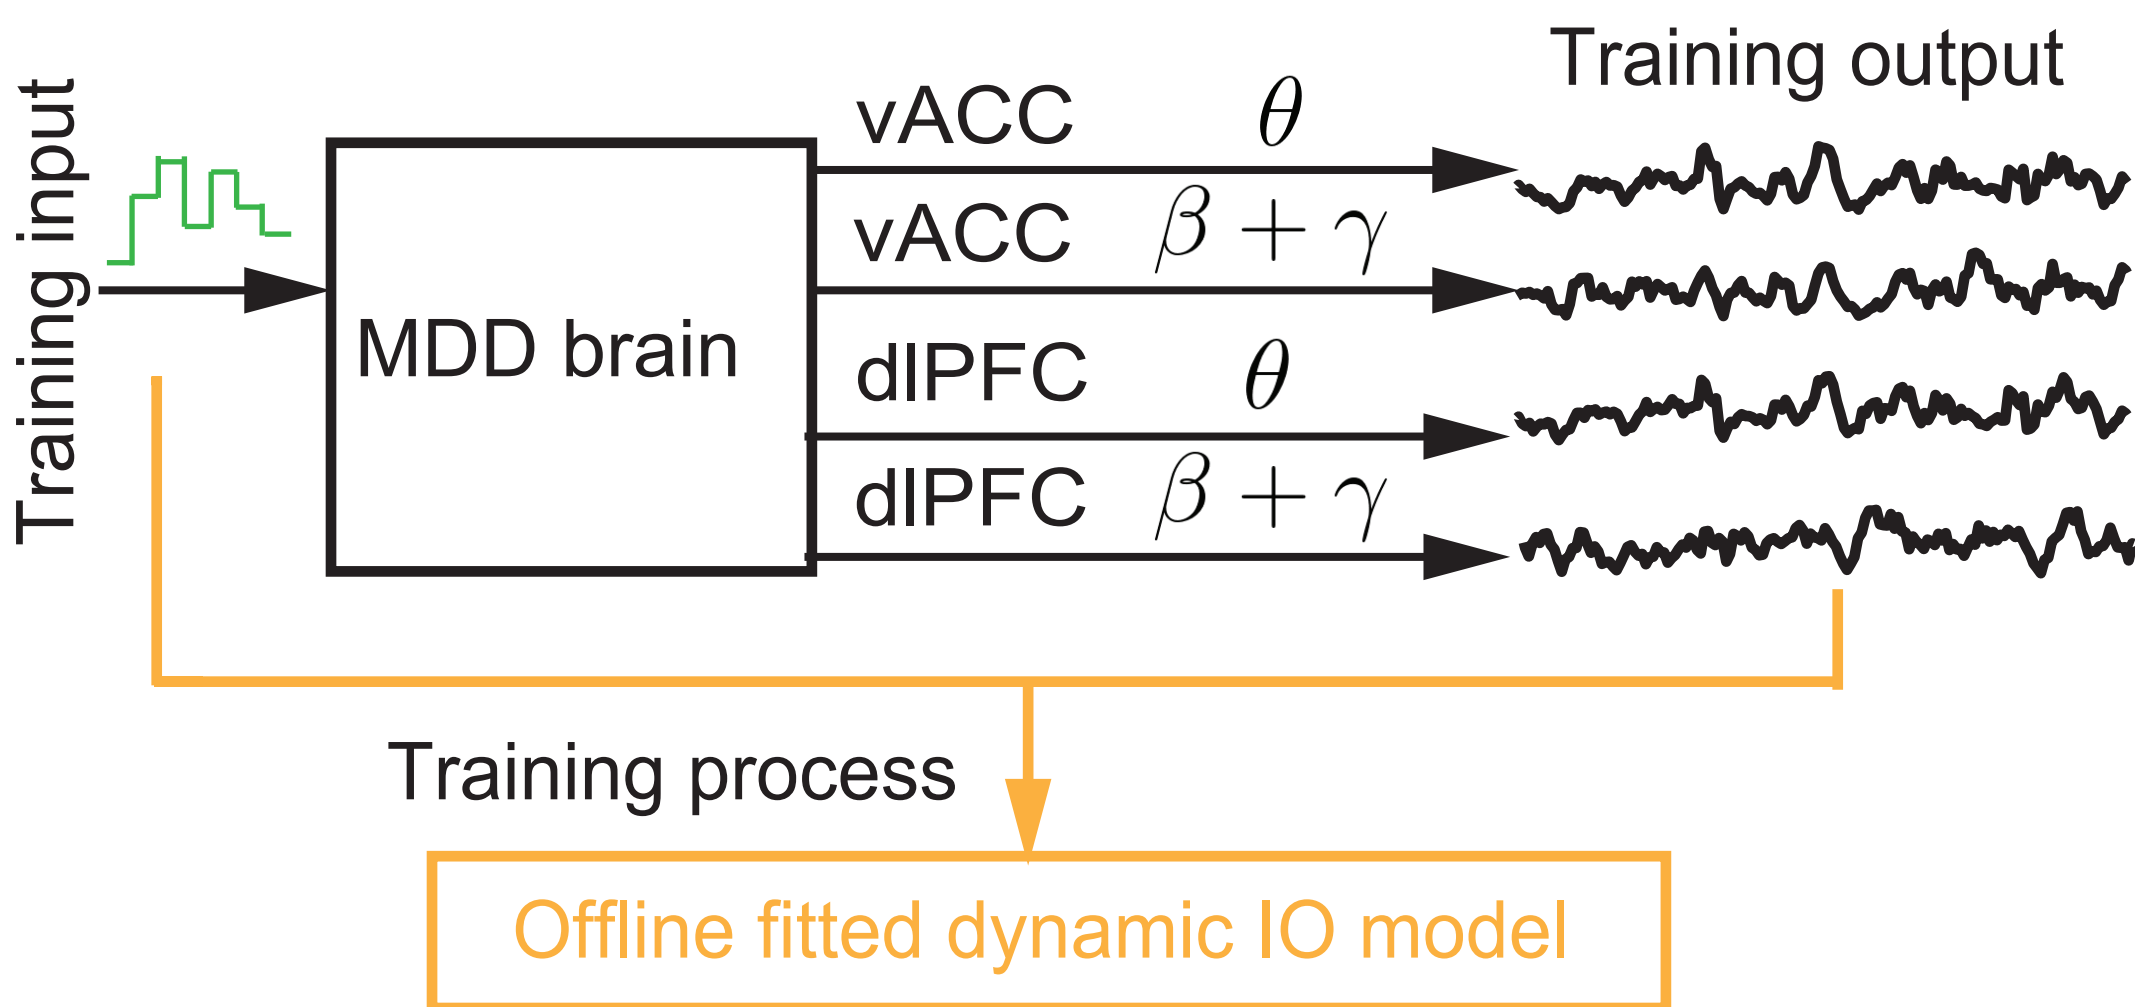 Training output
Training input
vACC θ
vACC β + γ
MDD brain
dlPFC θ
dlPFC β + γ
Training process
Offline fitted dynamic IO model